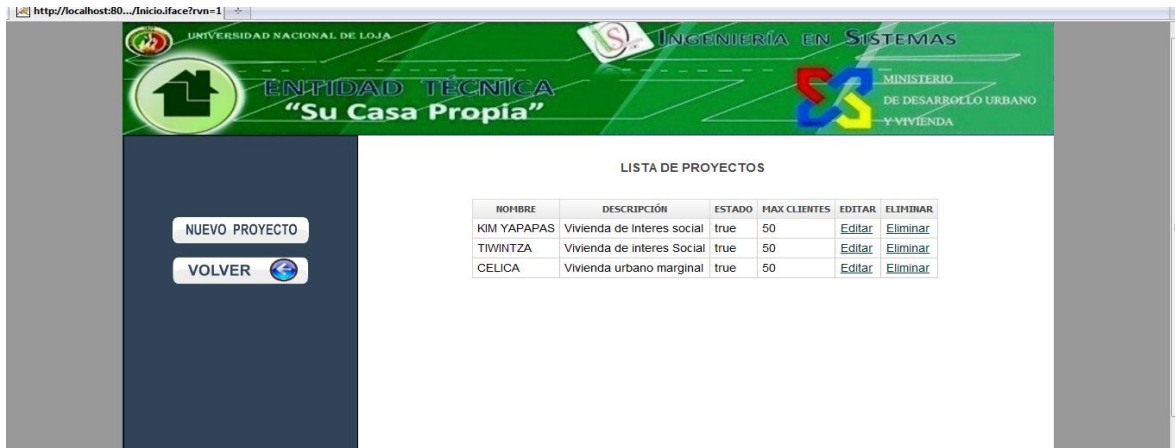 http://localhost:80.../Inicio.iface?rvn=1
UNIVERSIDAD NACIONAL DE LOJA
INGENIERÍA EN SISTEMAS
ENTIDAD TÉCNICA
“Su Casa Propia”
MINISTERIO
DE DESARROLLO URBANO
Y VIVIENDA
LISTA DE PROYECTOS
NOMBRE DESCRIPCIÓN ESTADO MAX CLIENTES EDITAR ELIMINAR
KIM YAPAPAS Vivienda de Interes social true 50 Editar Eliminar
TIWINTZA Vivienda de interes Social true 50 Editar Eliminar
CELICA Vivienda urbano marginal true 50 Editar Eliminar
NUEVO PROYECTO
VOLVER